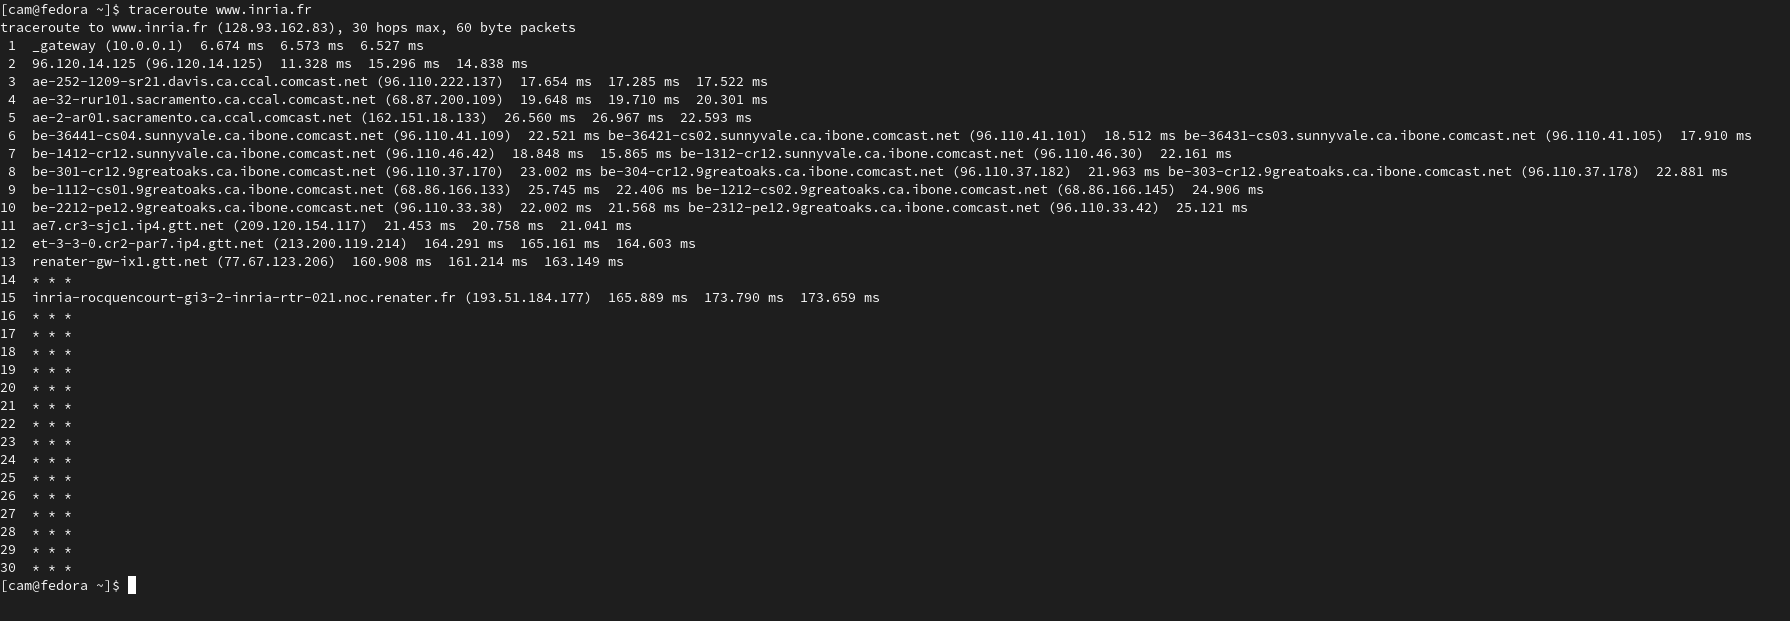 [cam@fedora ~]$ traceroute www.inria.fr
traceroute to www.inria.fr (128.93.162.83), 30 hops max, 60 byte packets
 1  _gateway (10.0.0.1)  6.674 ms  6.573 ms  6.527 ms
 2  96.120.14.125 (96.120.14.125)  11.328 ms  15.296 ms  14.838 ms
 3  ae-252-1209-sr21.davis.ca.ccal.comcast.net (96.110.222.137)  17.654 ms  17.285 ms  17.522 ms
 4  ae-32-rur101.sacramento.ca.ccal.comcast.net (68.87.200.109)  19.648 ms  19.710 ms  20.301 ms
 5  ae-2-ar01.sacramento.ca.ccal.comcast.net (162.151.18.133)  26.560 ms  26.967 ms  22.593 ms
 6  be-36441-cs04.sunnyvale.ca.ibone.comcast.net (96.110.41.109)  22.521 ms be-36421-cs02.sunnyvale.ca.ibone.comcast.net (96.110.41.101)  18.512 ms be-36431-cs03.sunnyvale.ca.ibone.comcast.net (96.110.41.105)  17.910 ms
 7  be-1412-cr12.sunnyvale.ca.ibone.comcast.net (96.110.46.42)  18.848 ms  15.865 ms be-1312-cr12.sunnyvale.ca.ibone.comcast.net (96.110.46.30)  22.161 ms
 8  be-301-cr12.9greatoaks.ca.ibone.comcast.net (96.110.37.170)  23.002 ms be-304-cr12.9greatoaks.ca.ibone.comcast.net (96.110.37.182)  21.963 ms be-303-cr12.9greatoaks.ca.ibone.comcast.net (96.110.37.178)  22.881 ms
 9  be-1112-cs01.9greatoaks.ca.ibone.comcast.net (68.86.166.133)  25.745 ms  22.406 ms be-1212-cs02.9greatoaks.ca.ibone.comcast.net (68.86.166.145)  24.906 ms
10  be-2212-pe12.9greatoaks.ca.ibone.comcast.net (96.110.33.38)  22.002 ms  21.568 ms be-2312-pe12.9greatoaks.ca.ibone.comcast.net (96.110.33.42)  25.121 ms
11  ae7.cr3-sjc1.ip4.gtt.net (209.120.154.117)  21.453 ms  20.758 ms  21.041 ms
12  et-3-3-0.cr2-par7.ip4.gtt.net (213.200.119.214)  164.291 ms  165.161 ms  164.603 ms
13  renater-gw-ix1.gtt.net (77.67.123.206)  160.908 ms  161.214 ms  163.149 ms
14  * * *
15  inria-rocquencourt-gi3-2-inria-rtr-021.noc.renater.fr (193.51.184.177)  165.889 ms  173.790 ms  173.659 ms
16  * * *
17  * * *
18  * * *
19  * * *
20  * * *
21  * * *
22  * * *
23  * * *
24  * * *
25  * * *
26  * * *
27  * * *
28  * * *
29  * * *
30  * * *
[cam@fedora ~]$